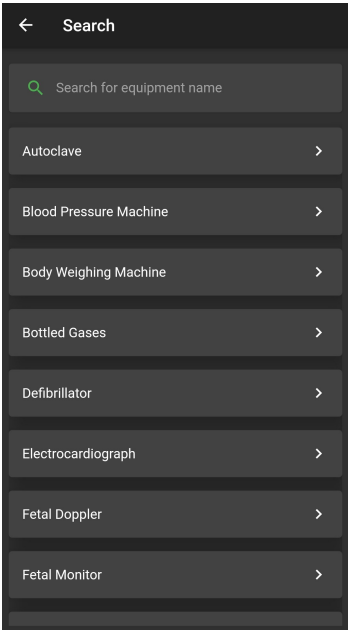 Search
Search for equipment name
Autoclave
Blood Pressure Machine
Body Weighing Machine
Bottled Gases
Defibrillator
Electrocardiograph
Fetal Doppler
Fetal Monitor